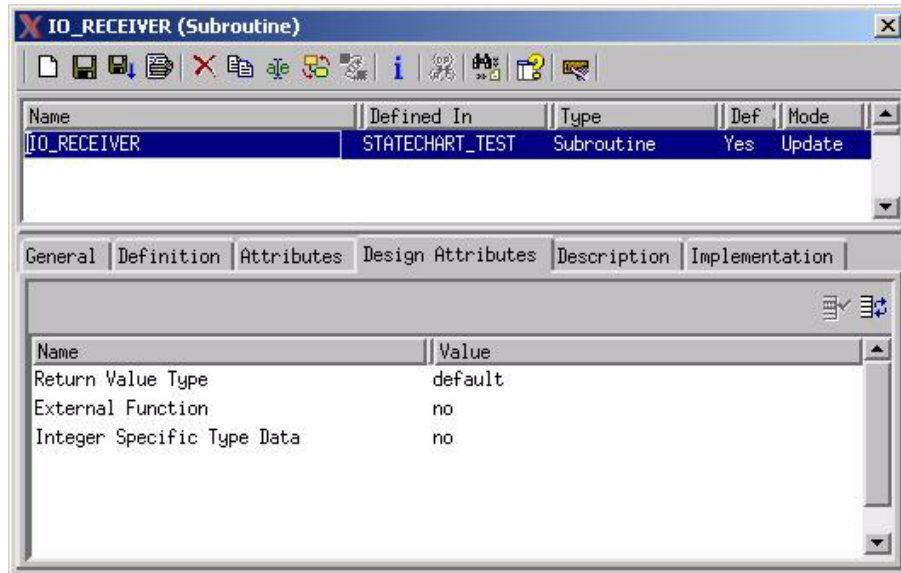 IO_RECEIVER (Subroutine)
Name Defined In Type Def Mode
IO_RECEIVER STATECHART_TEST Subroutine Yes Update
General Definition Attributes Design Attributes Description Implementation
Name Value
Return Value Type default
External Function no
Integer Specific Type Data no